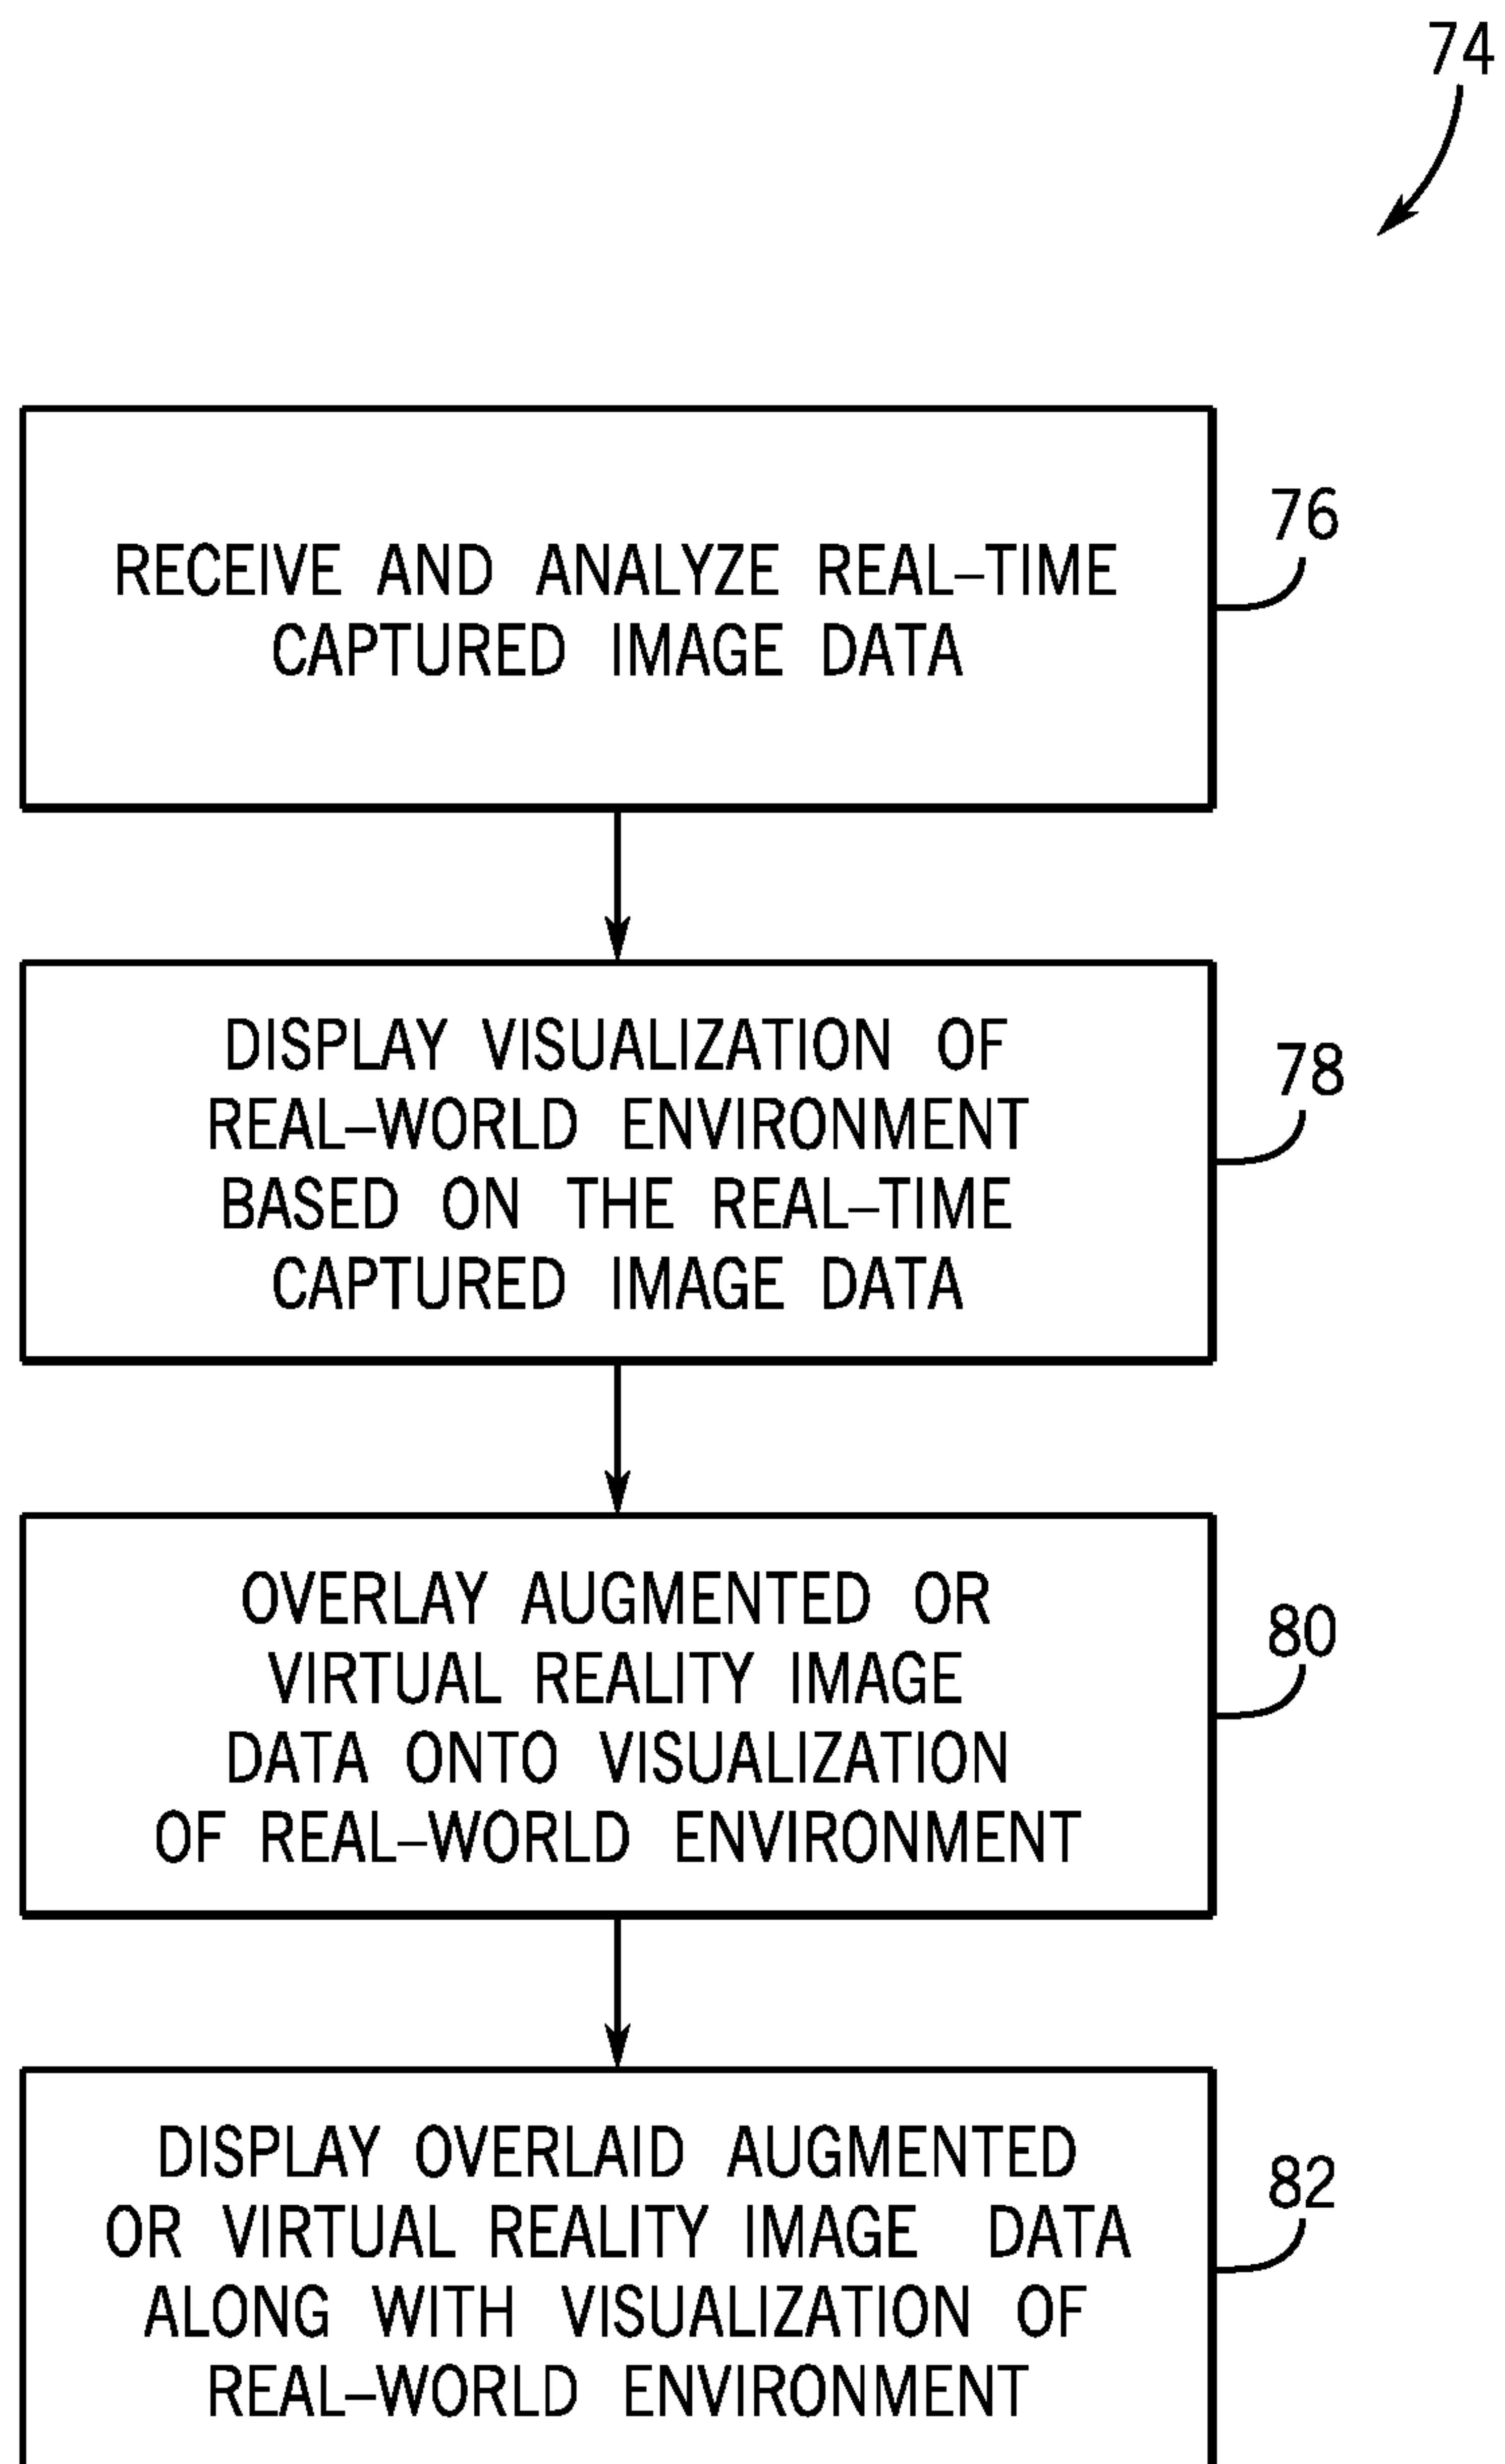 74
RECEIVE AND ANALYZE REAL-TIME
CAPTURED IMAGE DATA
76
DISPLAY VISUALIZATION OF
REAL-WORLD ENVIRONMENT
BASED ON THE REAL-TIME
CAPTURED IMAGE DATA
78
OVERLAY AUGMENTED OR
VIRTUAL REALITY IMAGE
DATA ONTO VISUALIZATION
OF REAL-WORLD ENVIRONMENT
80
DISPLAY OVERLAID AUGMENTED
OR VIRTUAL REALITY IMAGE DATA
ALONG WITH VISUALIZATION OF
REAL-WORLD ENVIRONMENT
82